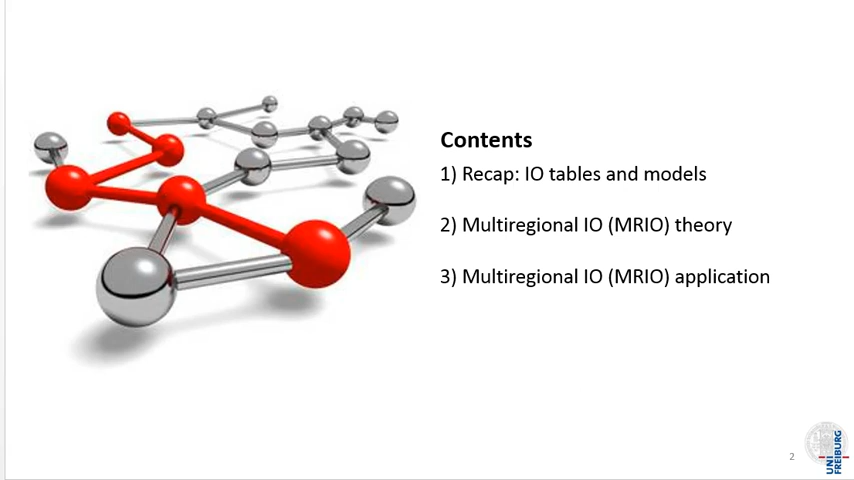 Contents
1) Recap: IO tables and models
2) Multiregional IO (MRIO) theory
3) Multiregional IO (MRIO) application
2
UNI
FREIBURG